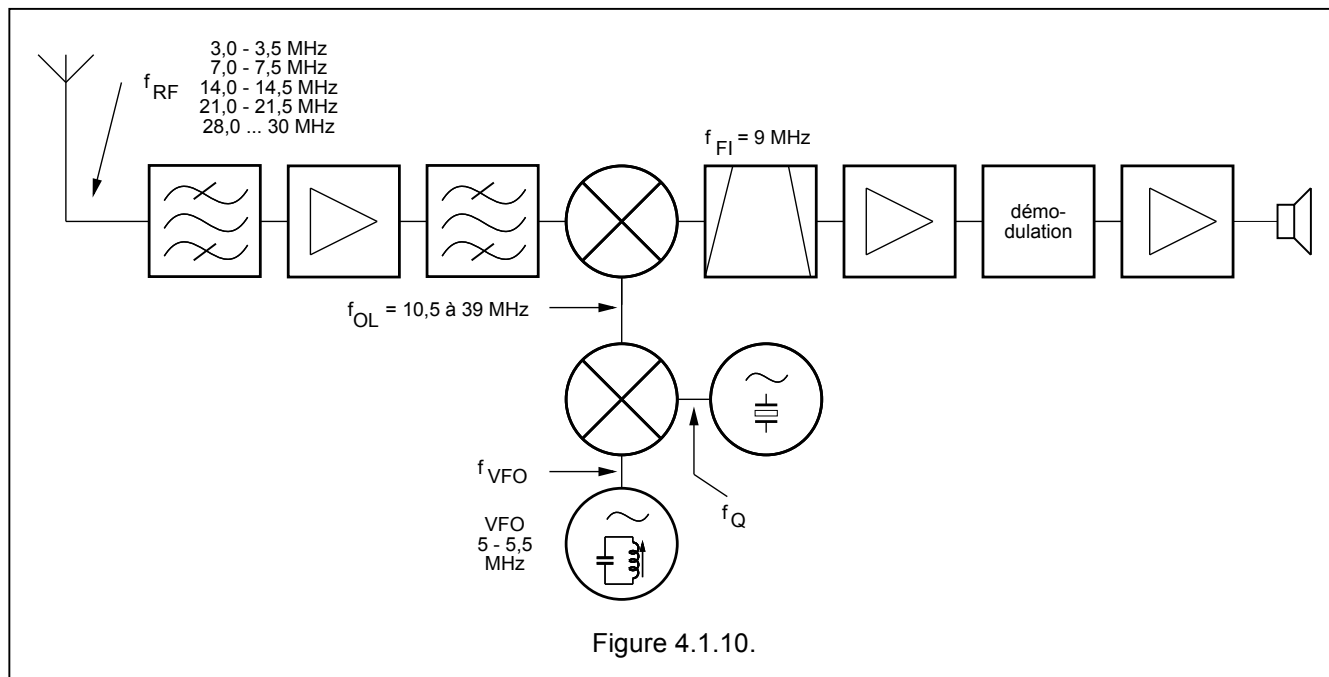 3,0 - 3,5 MHz
7,0 - 7,5 MHz
14,0 - 14,5 MHz
21,0 - 21,5 MHz
28,0 ... 30 MHz
f RF
f FI = 9 MHz
démo-
dulation
f OL = 10,5 à 39 MHz
f VFO
f Q
VFO
5 - 5,5
MHz
Figure 4.1.10.